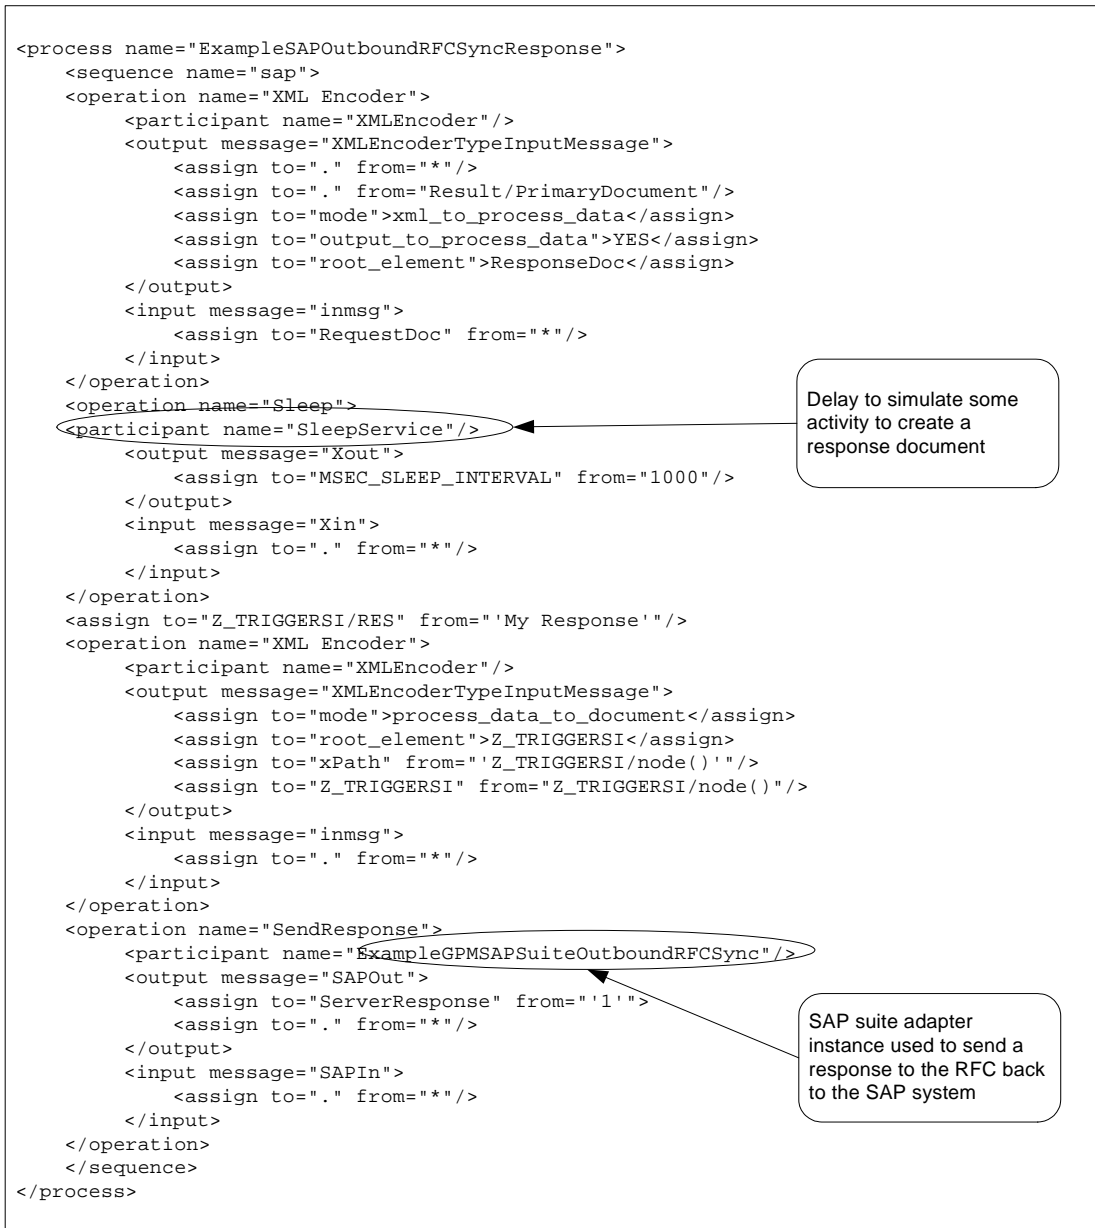 <process name="ExampleSAPOutboundRFCSyncResponse">
<sequence name="sap">
<operation name="XML Encoder">
<participant name="XMLEncoder"/>
<output message="XMLEncoderTypeInputMessage">
<assign to="." from="*"/>
<assign to="." from="Result/PrimaryDocument"/>
<assign to="mode">xml_to_process_data</assign>
<assign to="output_to_process_data">YES</assign>
<assign to="root_element">ResponseDoc</assign>
</output>
<input message="inmsg">
<assign to="RequestDoc" from="*"/>
</input>
</operation>
<operation name="Sleep">
<participant name="SleepService"/>
<output message="Xout">
<assign to="MSEC_SLEEP_INTERVAL" from="1000"/>
</output>
<input message="Xin">
<assign to="." from="*"/>
</input>
</operation>
<assign to="Z_TRIGGERSI/RES" from="'My Response'"/>
<operation name="XML Encoder">
<participant name="XMLEncoder"/>
<output message="XMLEncoderTypeInputMessage">
<assign to="mode">process_data_to_document</assign>
<assign to="root_element">Z_TRIGGERSI</assign>
<assign to="xPath" from="'Z_TRIGGERSI/node()'"/>
<assign to="Z_TRIGGERSI" from="Z_TRIGGERSI/node()"/>
</output>
<input message="inmsg">
<assign to="." from="*"/>
</input>
</operation>
<operation name="SendResponse">
<participant name="ExampleGPMSAPSuiteOutboundRFCSync"/>
<output message="SAPOut">
<assign to="ServerResponse" from="'1'">
<assign to="." from="*"/>
</output>
<input message="SAPIn">
<assign to="." from="*"/>
</input>
</operation>
</sequence>
</process>
Delay to simulate some
activity to create a
response document
SAP suite adapter
instance used to send a
response to the RFC back
to the SAP system